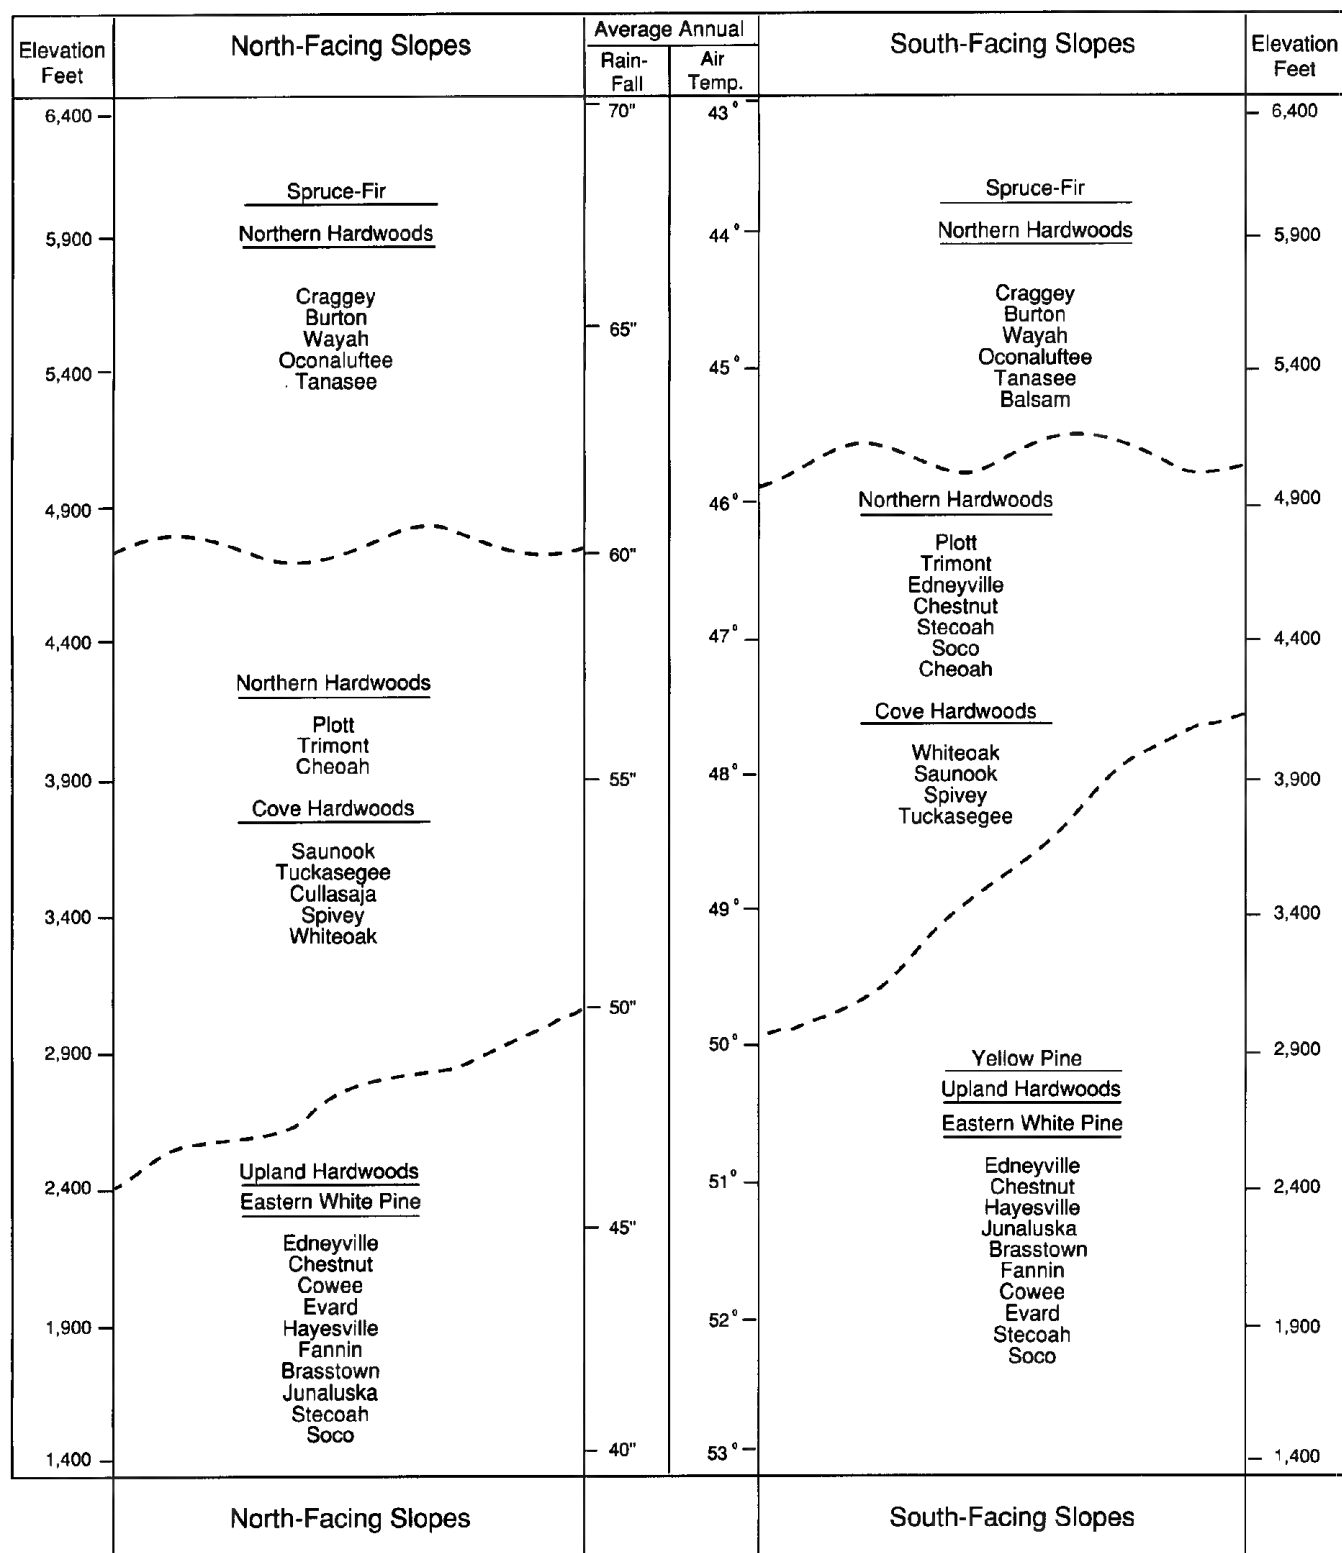 Elevation
Feet
North-Facing Slopes
Average Annual
Rain-
Fall
Air
Temp.
South-Facing Slopes
Elevation
Feet
6,400
5,900
5,400
4,900
4,400
3,900
3,400
2,900
2,400
1,900
1,400
Spruce-Fir
Northern Hardwoods
Craggey
Burton
Wayah
Oconaluftee
Tanasee
Northern Hardwoods
Plott
Trimont
Cheoah
Cove Hardwoods
Saunook
Tuckasegee
Cullasaja
Spivey
Whiteoak
Upland Hardwoods
Eastern White Pine
Edneyville
Chestnut
Cowee
Evard
Hayesville
Fannin
Brasstown
Junaluska
Stecoah
Soco
70"
65"
60"
55"
50"
45"
40"
43°
44°
45°
46°
47°
48°
49°
50°
51°
52°
53°
Spruce-Fir
Northern Hardwoods
Craggey
Burton
Wayah
Oconaluftee
Tanasee
Balsam
Northern Hardwoods
Plott
Trimont
Edneyville
Chestnut
Stecoah
Soco
Cheoah
Cove Hardwoods
Whiteoak
Saunook
Spivey
Tuckasegee
Yellow Pine
Upland Hardwoods
Eastern White Pine
Edneyville
Chestnut
Hayesville
Junaluska
Brasstown
Fannin
Cowee
Evard
Stecoah
Soco
6,400
5,900
5,400
4,900
4,400
3,900
3,400
2,900
2,400
1,900
1,400
North-Facing Slopes
South-Facing Slopes